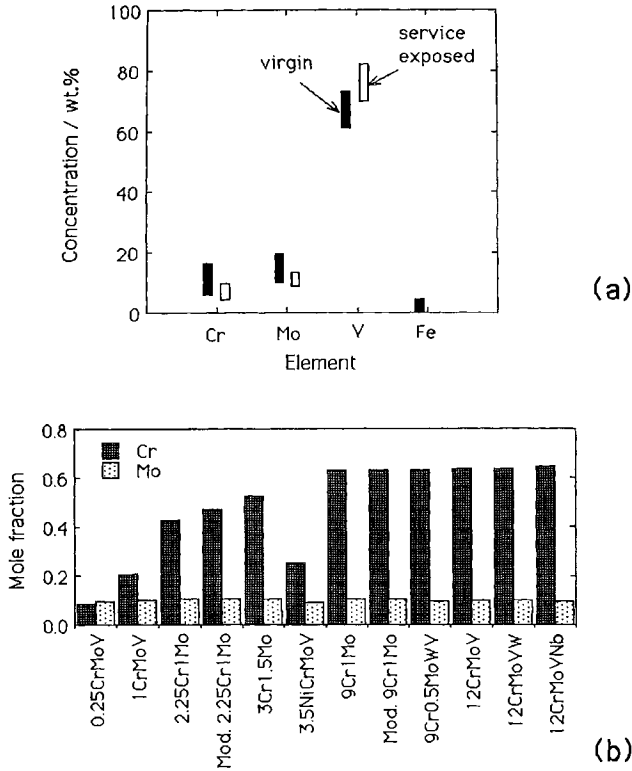 100
80
60
40
20
0
Concentration / wt.%
virgin
service
exposed
Cr Mo V Fe
Element
(a)
0.8
0.6
0.4
0.2
0.0
Mole fraction
Cr
Mo
0.25CrMoV
1CrMoV
2.25Cr1Mo
Mod. 2.25Cr1Mo
3Cr1.5Mo
3.5NiCrMoV
9Cr1Mo
Mod. 9Cr1Mo
9Cr0.5MoWV
12CrMoV
12CrMoVW
12CrMoVNb
(b)